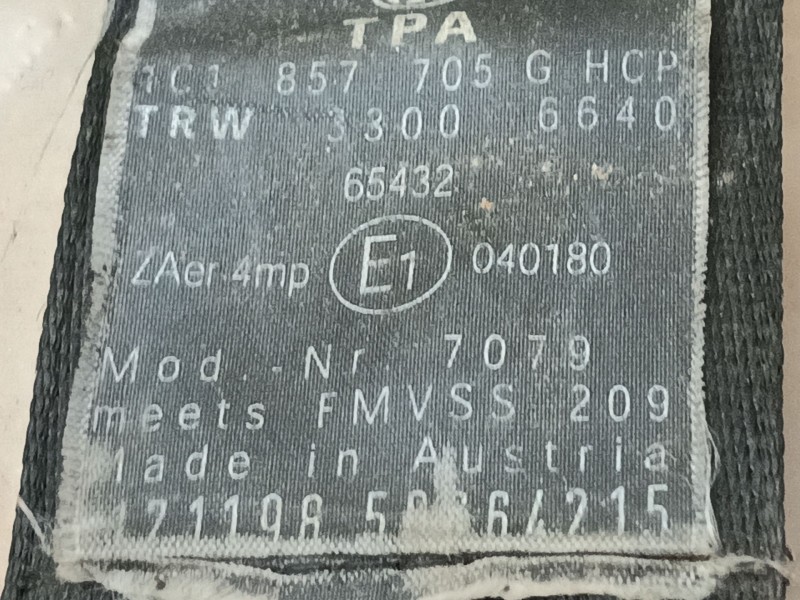 TPA
1C1 857 705 G HCP
TRW 3300 6640
65432
ZAer.4mp E1 040180
Mod.-Nr. 7079
meets FMVSS 209
Made in Austria